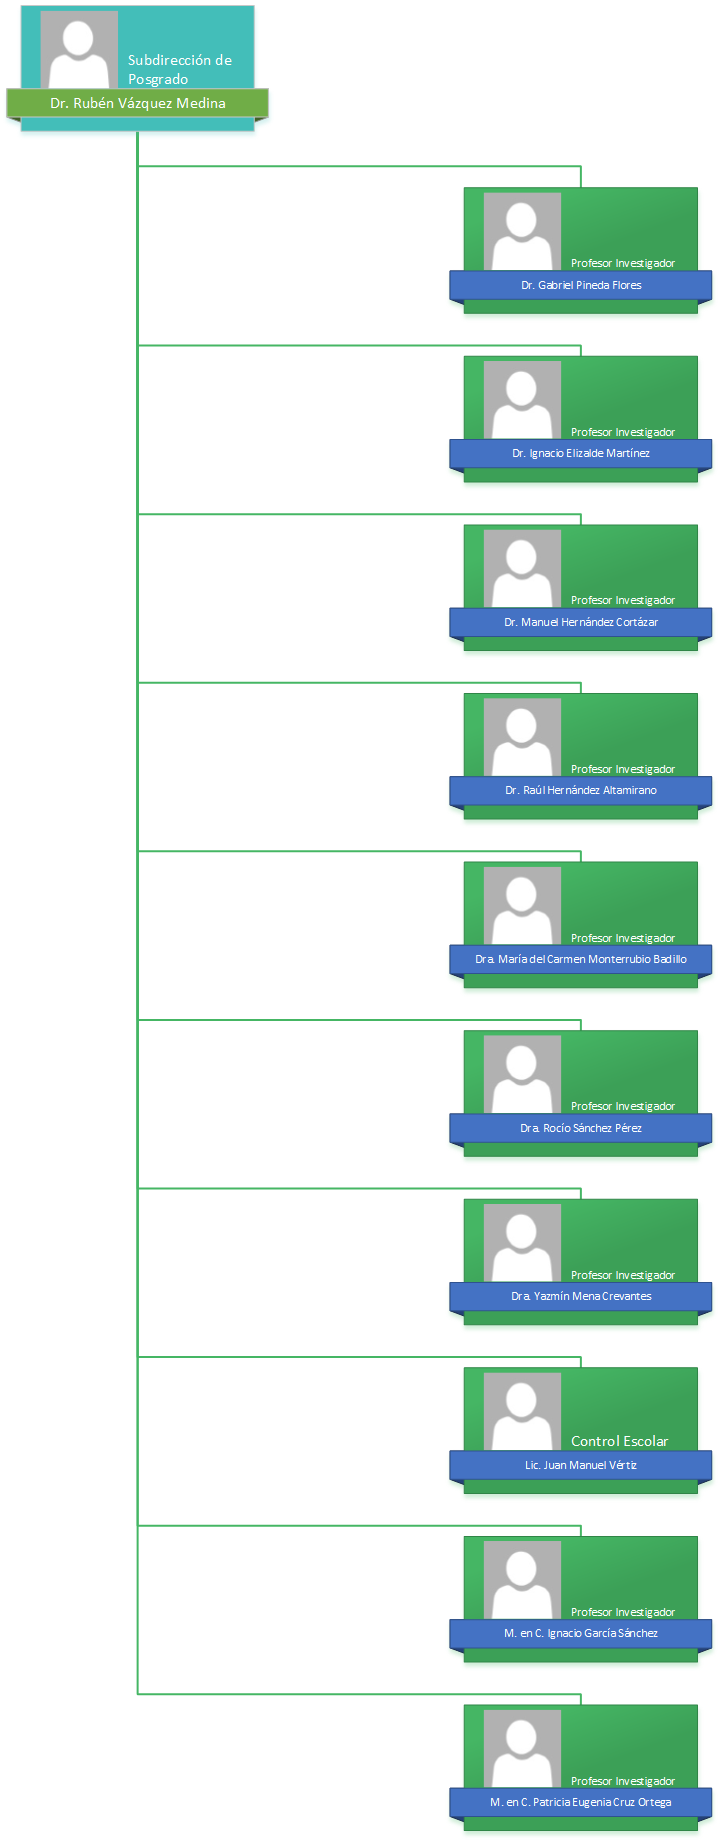 Subdirección de
Posgrado
Dr. Rubén Vázquez Medina
Profesor Investigador
Dr. Gabriel Pineda Flores
Profesor Investigador
Dr. Ignacio Elizalde Martínez
Profesor Investigador
Dr. Manuel Hernández Cortázar
Profesor Investigador
Dr. Raúl Hernández Altamirano
Profesor Investigador
Dra. María del Carmen Monterrubio Badillo
Profesor Investigador
Dra. Rocío Sánchez Pérez
Profesor Investigador
Dra. Yazmín Mena Crevantes
Control Escolar
Lic. Juan Manuel Vértiz
Profesor Investigador
M. en C. Ignacio García Sánchez
Profesor Investigador
M. en C. Patricia Eugenia Cruz Ortega